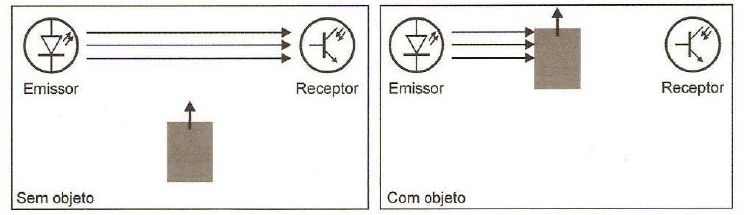 Emissor
Receptor
Sem objeto
Emissor
Receptor
Com objeto